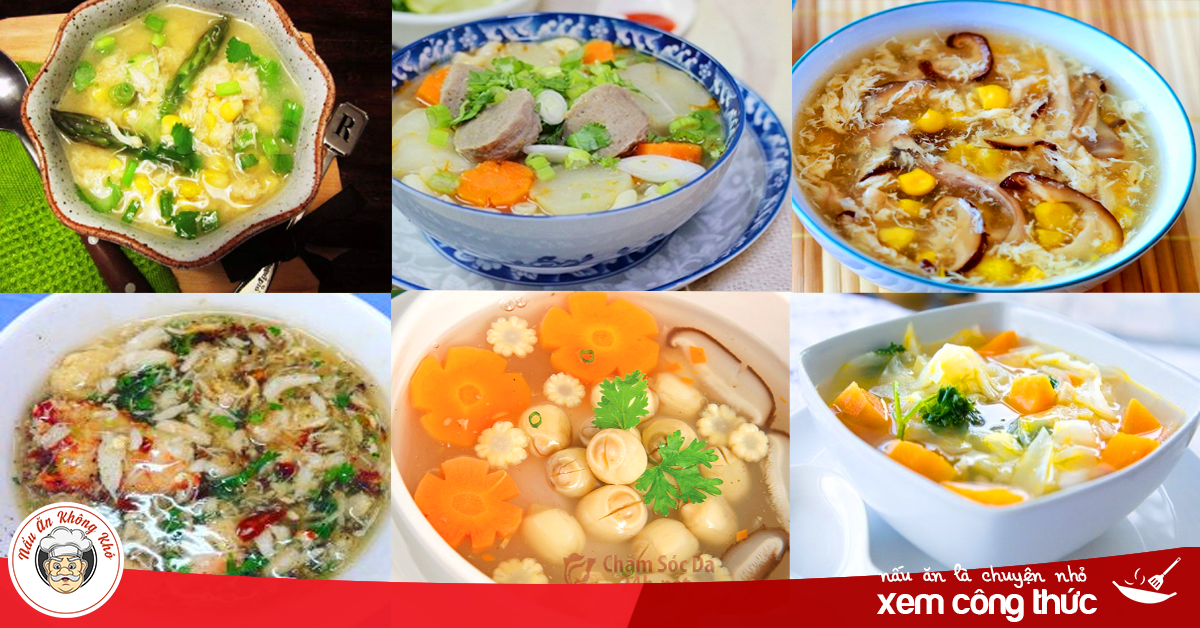 R
Nấu Ăn Không Khó
Chăm Sóc Da
nấu ăn là chuyện nhỏ
xem công thức